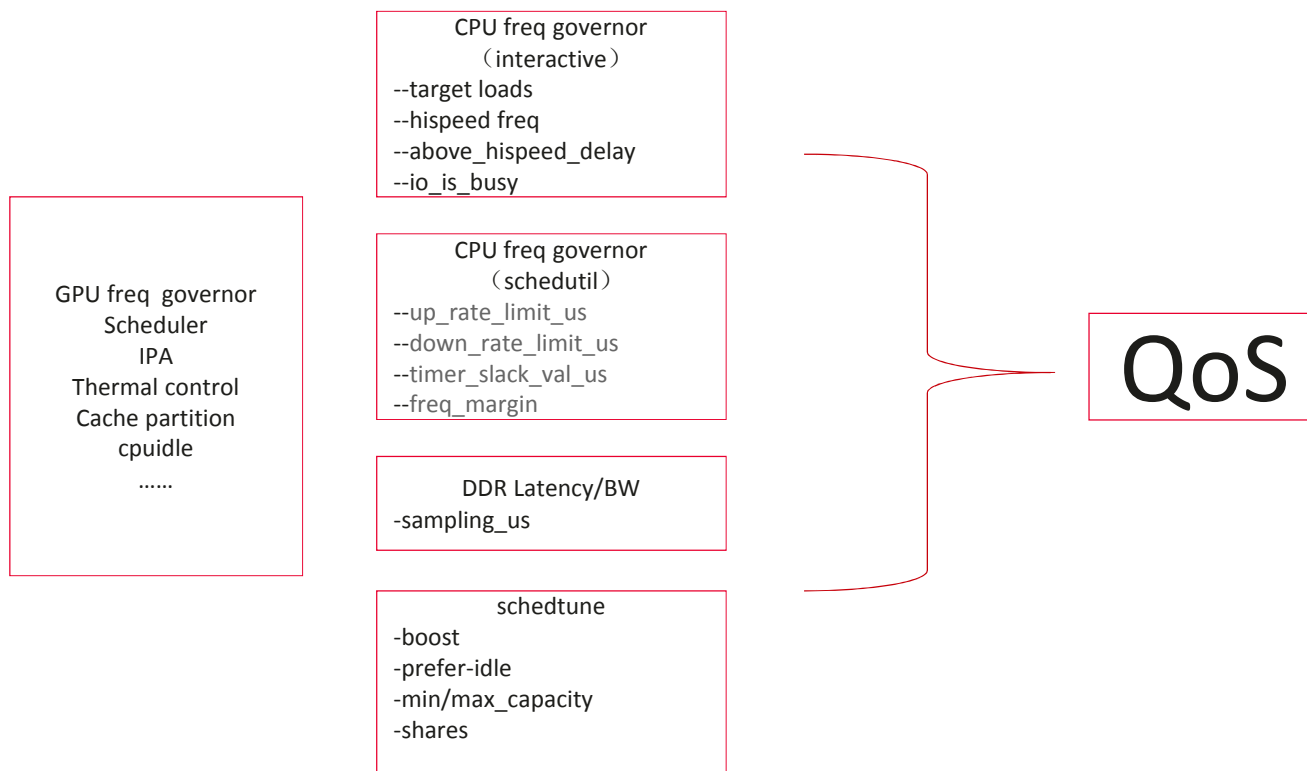 GPU freq governor
Scheduler
IPA
Thermal control
Cache partition
cpuidle
……
CPU freq governor
（interactive）
--target loads
--hispeed freq
--above_hispeed_delay
--io_is_busy
CPU freq governor
（schedutil）
--up_rate_limit_us
--down_rate_limit_us
--timer_slack_val_us
--freq_margin
DDR Latency/BW
-sampling_us
schedtune
-boost
-prefer-idle
-min/max_capacity
-shares
QoS